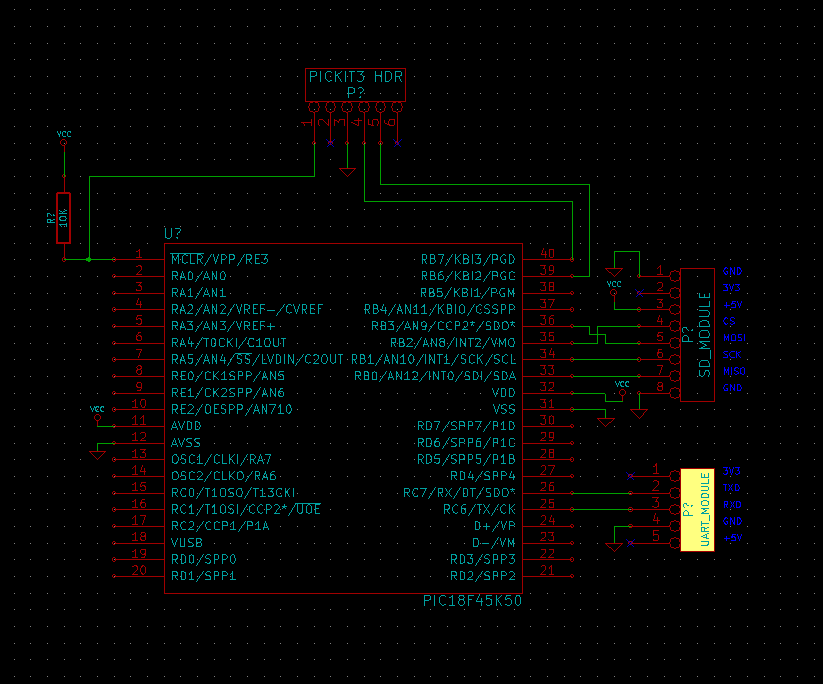 PICKIT3 HDR
P?
1 2 3 4 5 6
VCC
R?
10K
U?
1 MCLR/VPP/RE3
2 RA0/AN0
3 RA1/AN1
4 RA2/AN2/VREF-/CVREF
5 RA3/AN3/VREF+
6 RA4/T0CKI/C1OUT
7 RA5/AN4/SS/LVDIN/C2OUT
8 RE0/CK1SPP/AN5
9 RE1/CK2SPP/AN6
10 RE2/OESPP/AN710
VCC
11 AVDD
12 AVSS
13 OSC1/CLKI/RA7
14 OSC2/CLKO/RA6
15 RC0/T1OSO/T13CKI
16 RC1/T1OSI/CCP2*/UOE
17 RC2/CCP1/P1A
18 VUSB
19 RD0/SPP0
20 RD1/SPP1
RB7/KBI3/PGD 40
RB6/KBI2/PGC 39
RB5/KBI1/PGM 38
RB4/AN11/KBI0/CSSPP 37
RB3/AN9/CCP2*/SDO* 36
RB2/AN8/INT2/VMO 35
RB1/AN10/INT1/SCK/SCL 34
RB0/AN12/INT0/SDI/SDA 33
VDD 32
VSS 31
RD7/SPP7/P1D 30
RD6/SPP6/P1C 29
RD5/SPP5/P1B 28
RD4/SPP4 27
RC7/RX/DT/SDO* 26
RC6/TX/CK 25
D+/VP 24
D-/VM 23
RD3/SPP3 22
RD2/SPP2 21
PIC18F45K50
VCC
VCC
P?
SD_MODULE
1 GND
2 3V3
3 +5V
4 CS
5 MOSI
6 SCK
7 MISO
8 GND
P?
UART_MODULE
1 3V3
2 TXD
3 RXD
4 GND
5 +5V